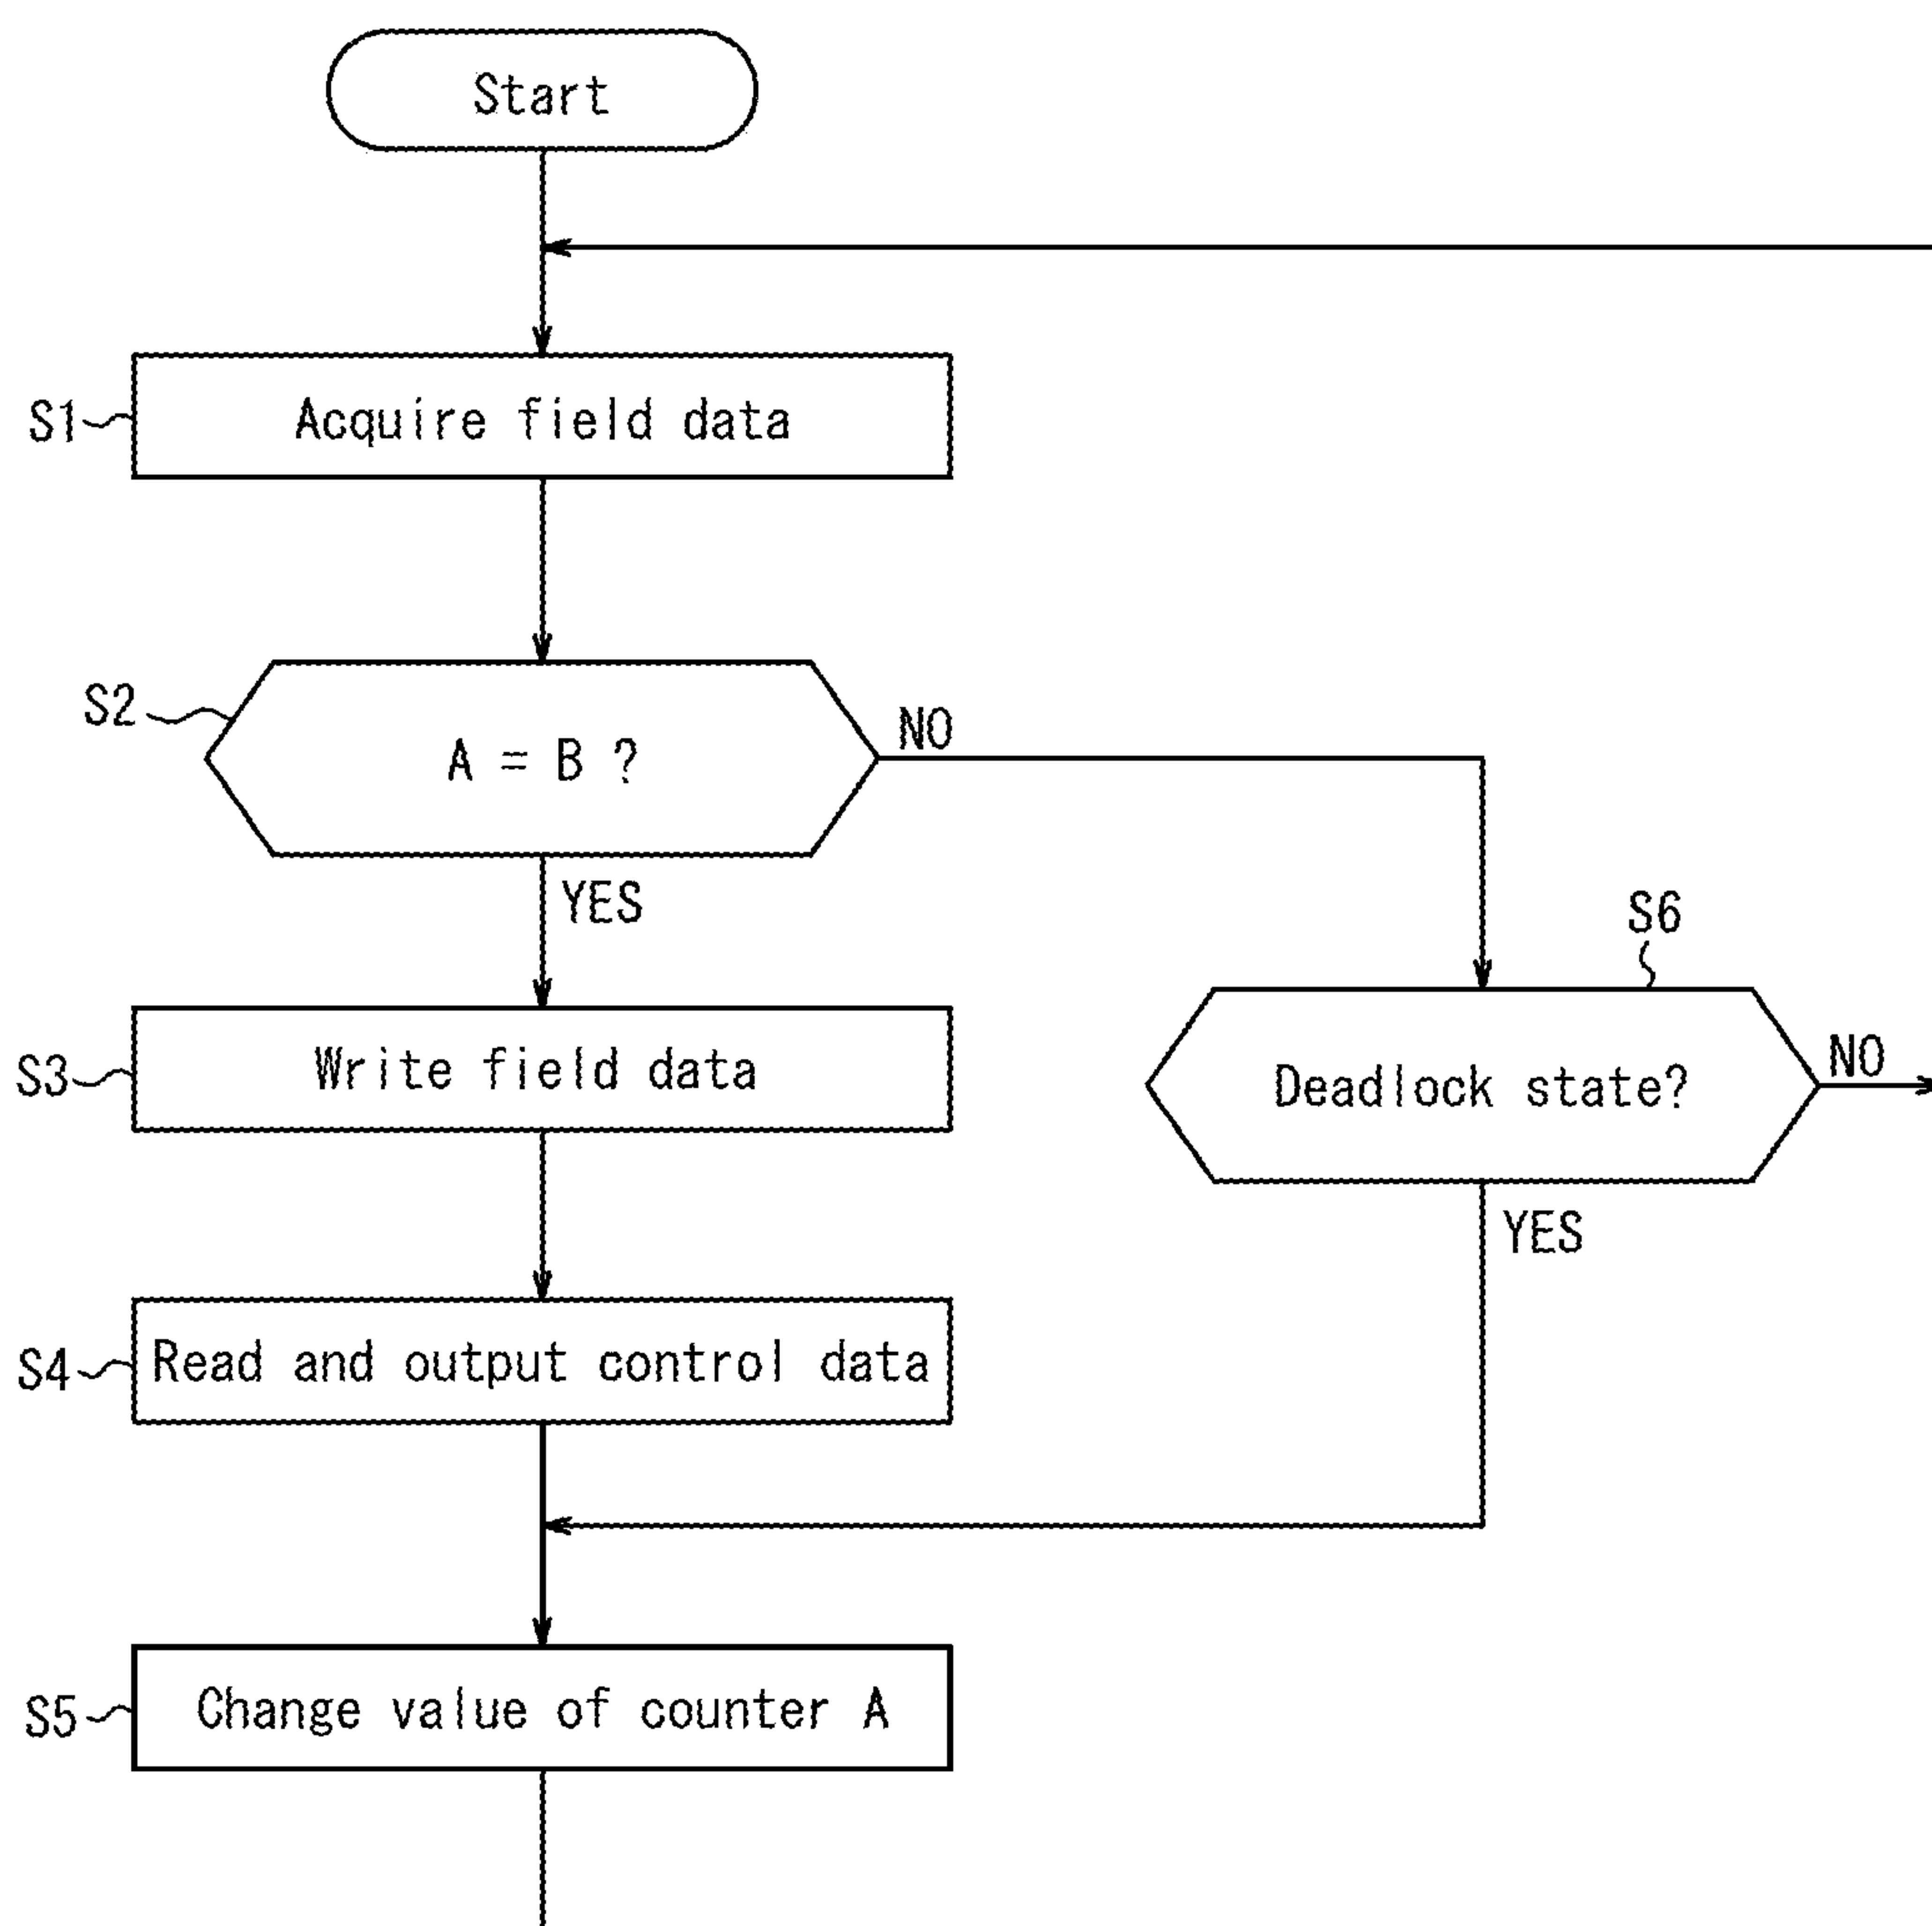 Start
S1
Acquire field data
S2
A = B ?
NO
YES
S6
S3
Write field data
Deadlock state?
NO
YES
S4
Read and output control data
S5
Change value of counter A